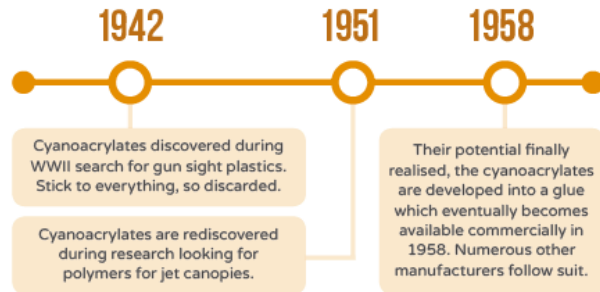 1942
1951
1958
Cyanoacrylates discovered during
WWII search for gun sight plastics.
Stick to everything, so discarded.
Cyanoacrylates are rediscovered
during research looking for
polymers for jet canopies.
Their potential finally
realised, the cyanoacrylates
are developed into a glue
which eventually becomes
available commercially in
1958. Numerous other
manufacturers follow suit.